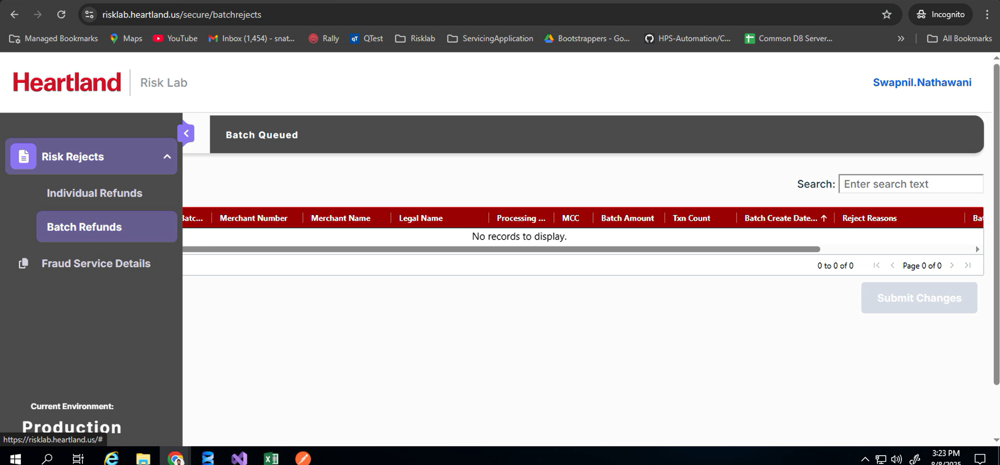 risklab.heartland.us/secure/batchrejects
Incognito
Managed Bookmarks
Maps
YouTube
Inbox (1,454) - snat...
Rally
qT QTest
Risklab
ServicingApplication
Bootstrappers - Go...
HPS-Automation/C...
Common DB Server...
All Bookmarks
Heartland
Risk Lab
Swapnil.Nathawani
Batch Queued
Risk Rejects
Individual Refunds
Batch Refunds
Fraud Service Details
Search: Enter search text
Merchant Number Merchant Name Legal Name Processing ... MCC Batch Amount Txn Count Batch Create Date... Reject Reasons
No records to display.
0 to 0 of 0 Page 0 of 0
Submit Changes
Current Environment:
Production
https://risklab.heartland.us/#
3:23 PM
8/8/2025